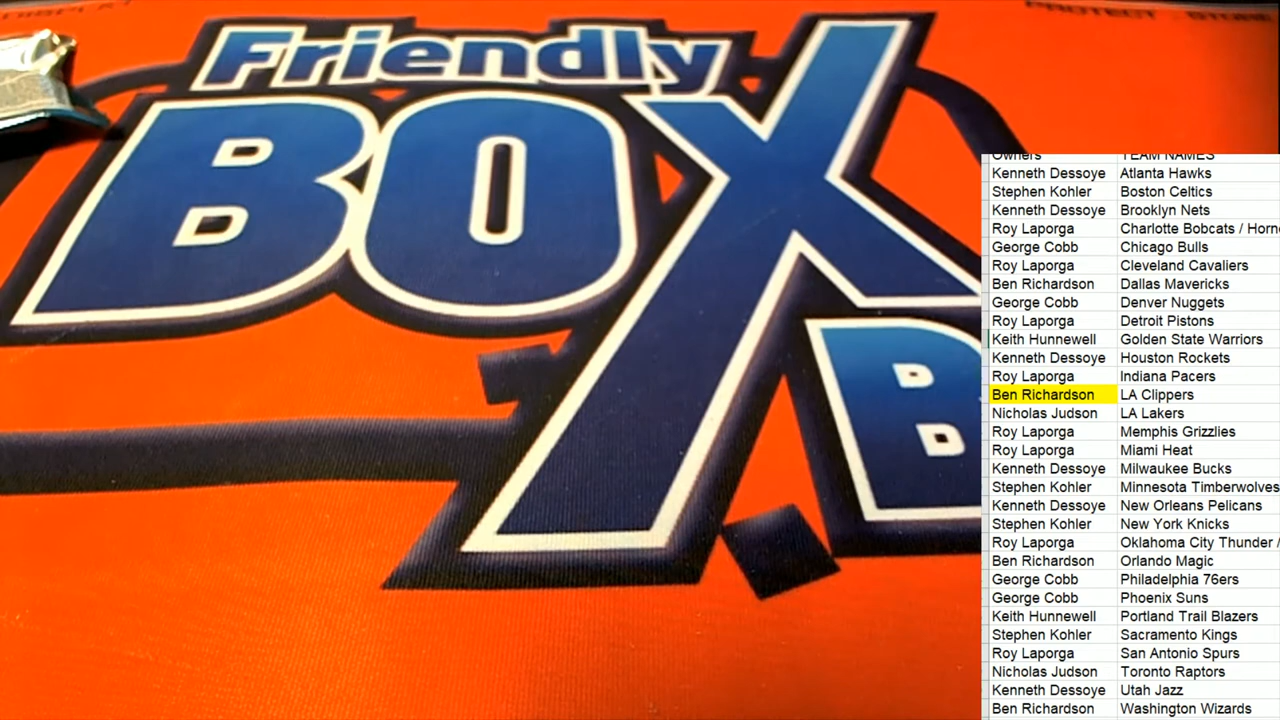 DISPLAY
PROTECT STORE
Friendly
BOX
B
Owners TEAM NAMES
Kenneth Dessoye Atlanta Hawks
Stephen Kohler Boston Celtics
Kenneth Dessoye Brooklyn Nets
Roy Laporga Charlotte Bobcats / Horn
George Cobb Chicago Bulls
Roy Laporga Cleveland Cavaliers
Ben Richardson Dallas Mavericks
George Cobb Denver Nuggets
Roy Laporga Detroit Pistons
Keith Hunnewell Golden State Warriors
Kenneth Dessoye Houston Rockets
Roy Laporga Indiana Pacers
Ben Richardson LA Clippers
Nicholas Judson LA Lakers
Roy Laporga Memphis Grizzlies
Roy Laporga Miami Heat
Kenneth Dessoye Milwaukee Bucks
Stephen Kohler Minnesota Timberwolves
Kenneth Dessoye New Orleans Pelicans
Stephen Kohler New York Knicks
Roy Laporga Oklahoma City Thunder /
Ben Richardson Orlando Magic
George Cobb Philadelphia 76ers
George Cobb Phoenix Suns
Keith Hunnewell Portland Trail Blazers
Stephen Kohler Sacramento Kings
Roy Laporga San Antonio Spurs
Nicholas Judson Toronto Raptors
Kenneth Dessoye Utah Jazz
Ben Richardson Washington Wizards